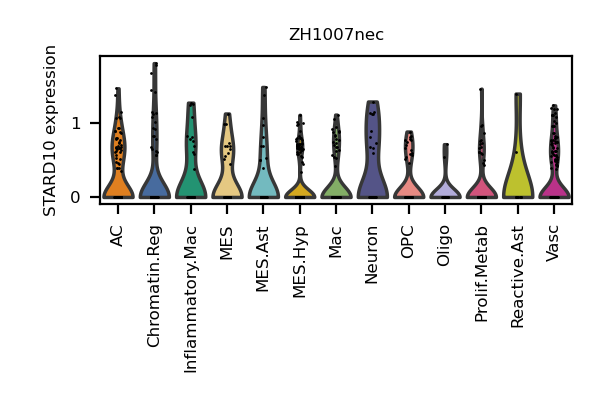 ZH1007nec
STARD10 expression
1
0
AC
Chromatin.Reg
Inflammatory.Mac
MES
MES.Ast
MES.Hyp
Mac
Neuron
OPC
Oligo
Prolif.Metab
Reactive.Ast
Vasc